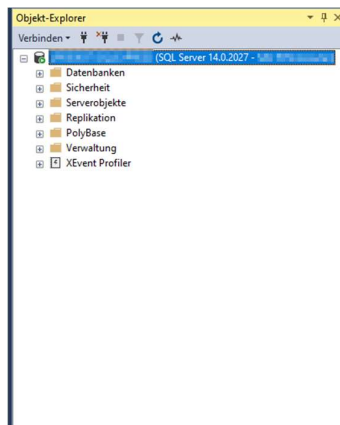 Objekt-Explorer
Verbinden
(SQL Server 14.0.2027 -
Datenbanken
Sicherheit
Serverobjekte
Replikation
PolyBase
Verwaltung
XEvent Profiler